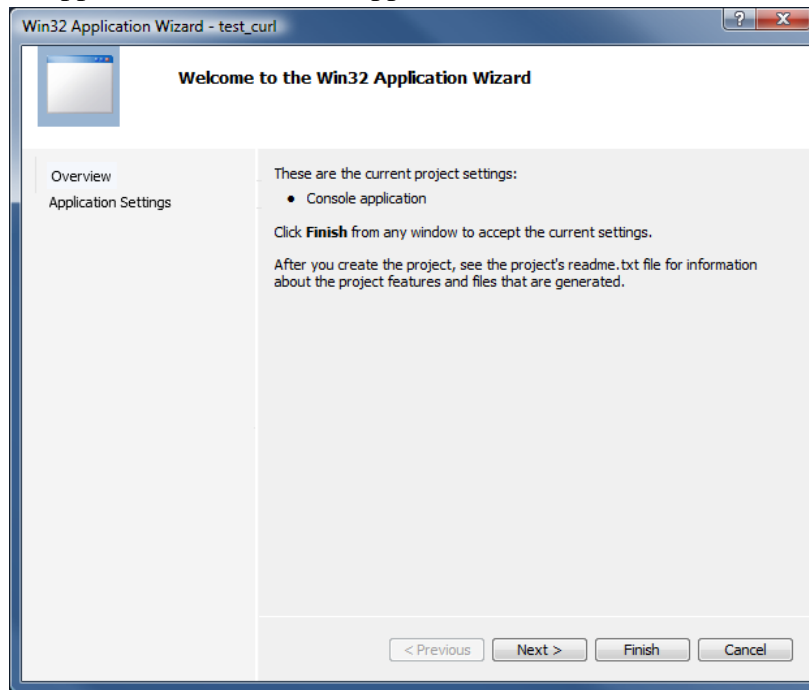 Win32 Application Wizard - test_curl
Welcome to the Win32 Application Wizard
Overview
Application Settings
These are the current project settings:
• Console application
Click Finish from any window to accept the current settings.
After you create the project, see the project's readme.txt file for information
about the project features and files that are generated.
< Previous
Next >
Finish
Cancel